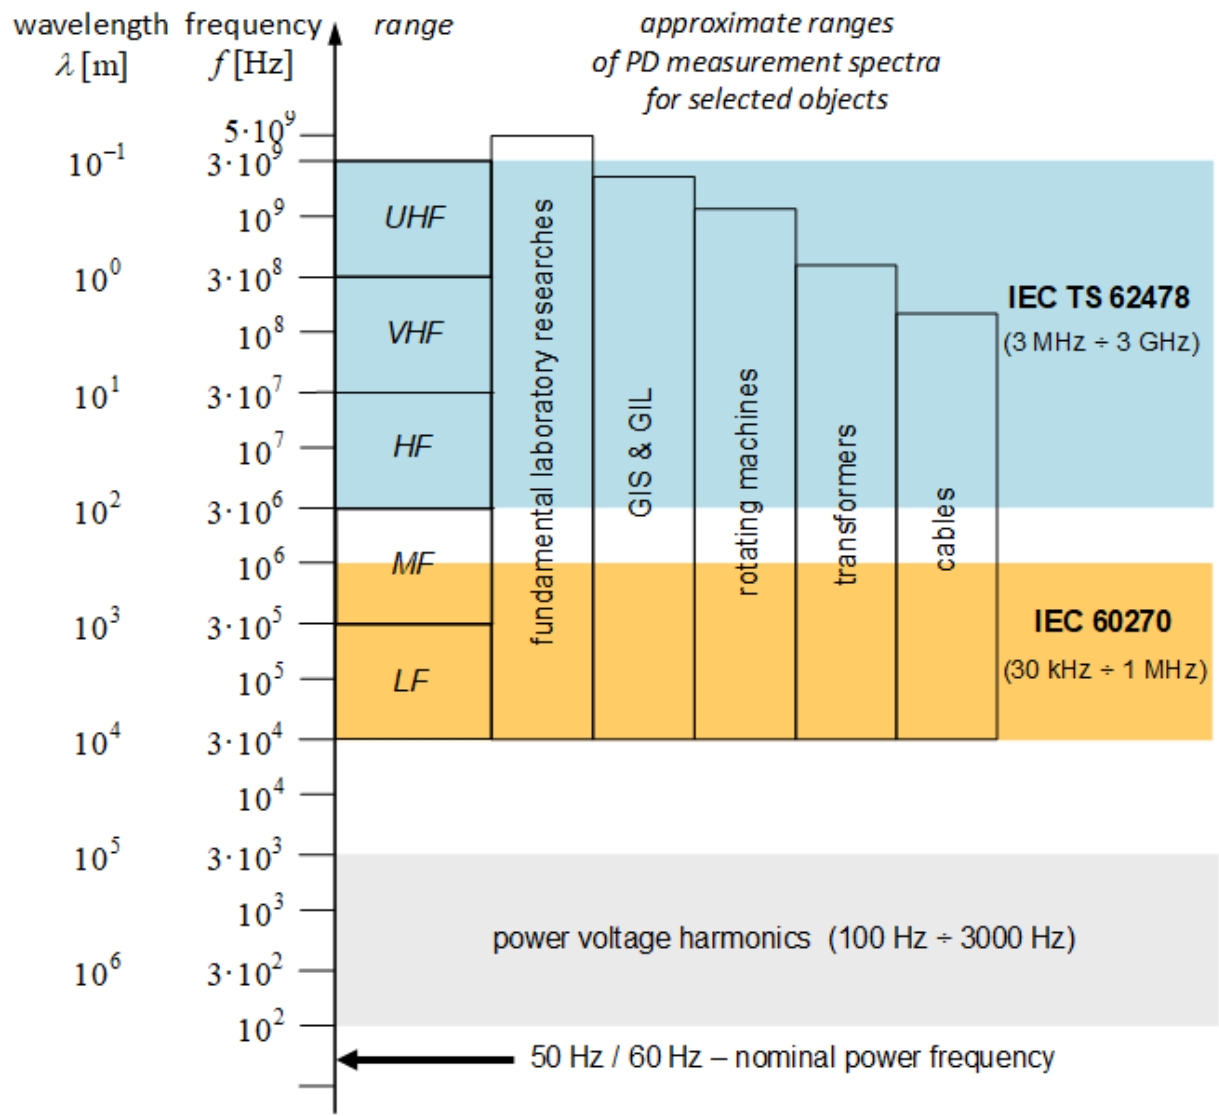 wavelength frequency range approximate ranges
λ [m] f [Hz] of PD measurement spectra
for selected objects
5·10⁹
10⁻¹ 3·10⁹
10⁹ UHF
10⁰ 3·10⁸
IEC TS 62478
10⁸ VHF (3 MHz ÷ 3 GHz)
10¹ 3·10⁷
10⁷ HF
10² 3·10⁶
fundamental laboratory researches
GIS & GIL
rotating machines
transformers
cables
10⁶ MF
10³ 3·10⁵ IEC 60270
10⁵ LF (30 kHz ÷ 1 MHz)
10⁴ 3·10⁴
10⁴
10⁵ 3·10³
10³
power voltage harmonics (100 Hz ÷ 3000 Hz)
10⁶ 3·10²
10²
50 Hz / 60 Hz – nominal power frequency